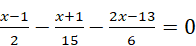 (x−1)/2 − (x+1)/15 − (2x−13)/6 = 0